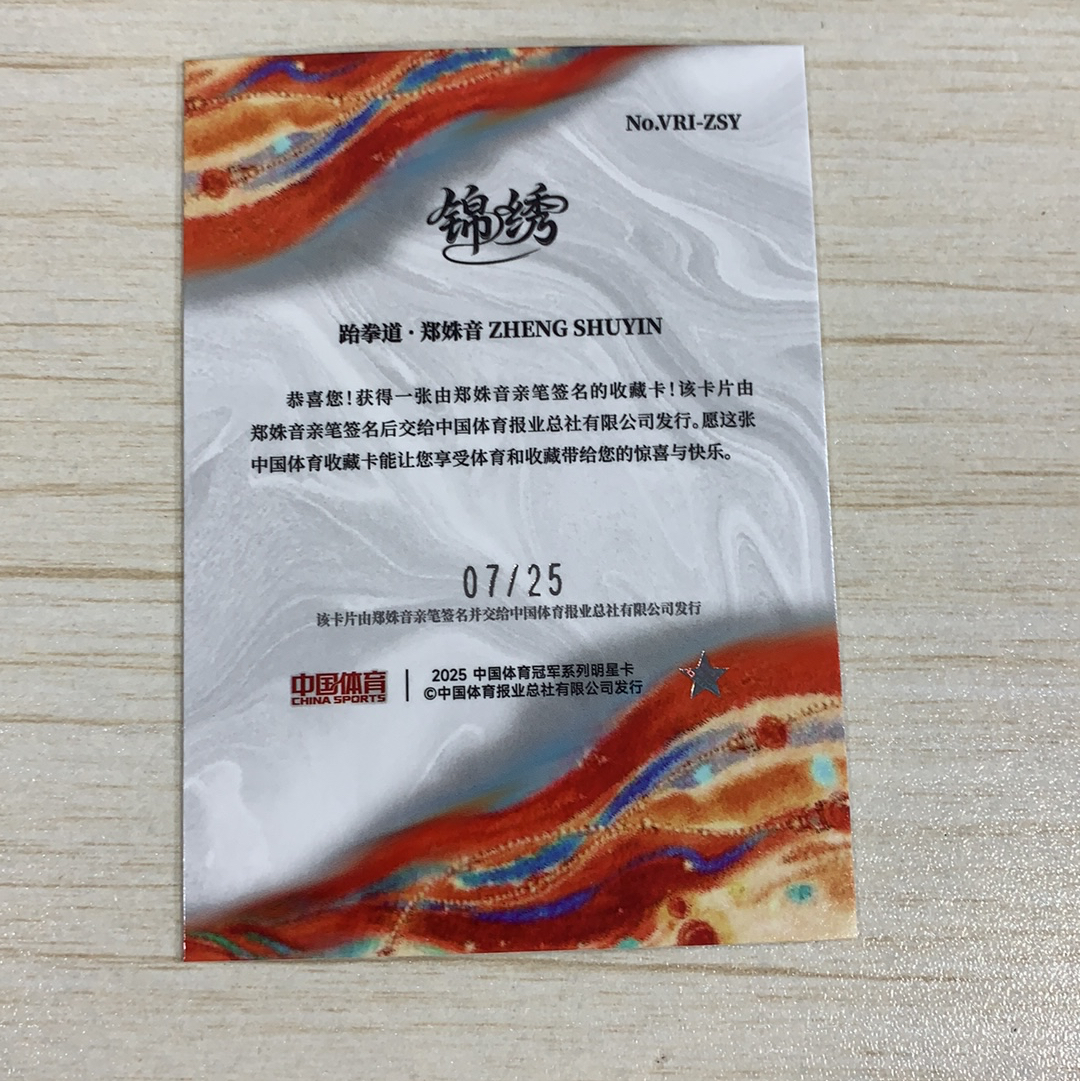 No.VRI-ZSY
锦绣
跆拳道·郑姝音 ZHENG SHUYIN
恭喜您！获得一张由郑姝音亲笔签名的收藏卡！该卡片由
郑姝音亲笔签名后交给中国体育报业总社有限公司发行。愿这张
中国体育收藏卡能让您享受体育和收藏带给您的惊喜与快乐。
07/25
该卡片由郑姝音亲笔签名并交给中国体育报业总社有限公司发行
中国体育
CHINA SPORTS
2025 中国体育冠军系列明星卡
©中国体育报业总社有限公司发行